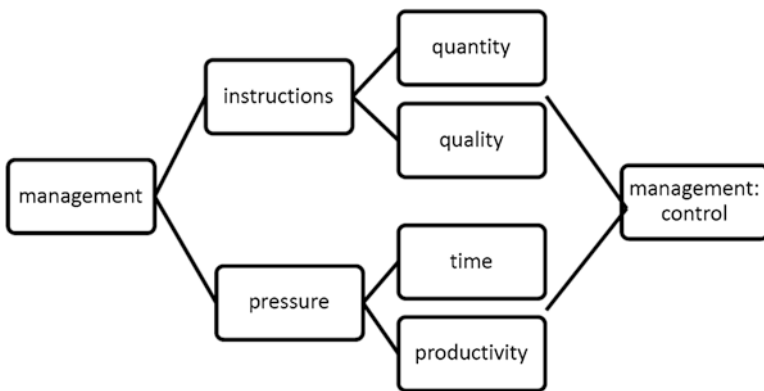 quantity
instructions
quality
management
management:
control
time
pressure
productivity